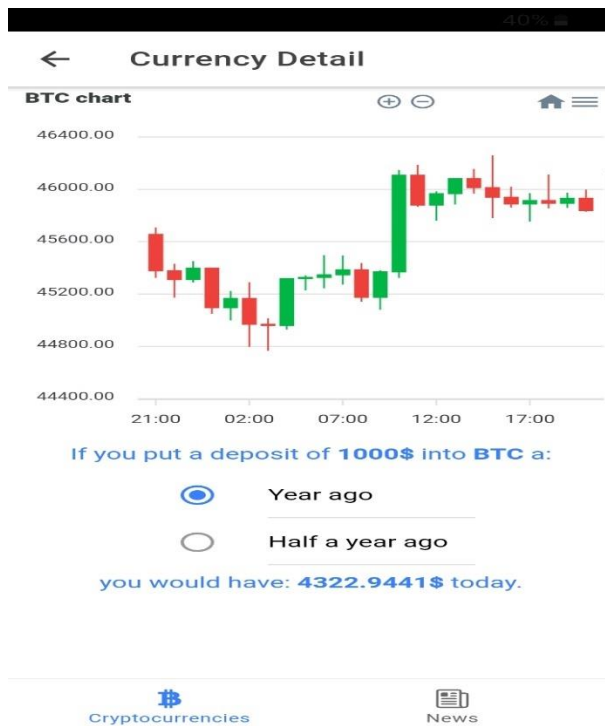 40%
Currency Detail
BTC chart
46400.00
46000.00
45600.00
45200.00
44800.00
44400.00
21:00 02:00 07:00 12:00 17:00
If you put a deposit of 1000$ into BTC a:
Year ago
Half a year ago
you would have: 4322.9441$ today.
Cryptocurrencies News